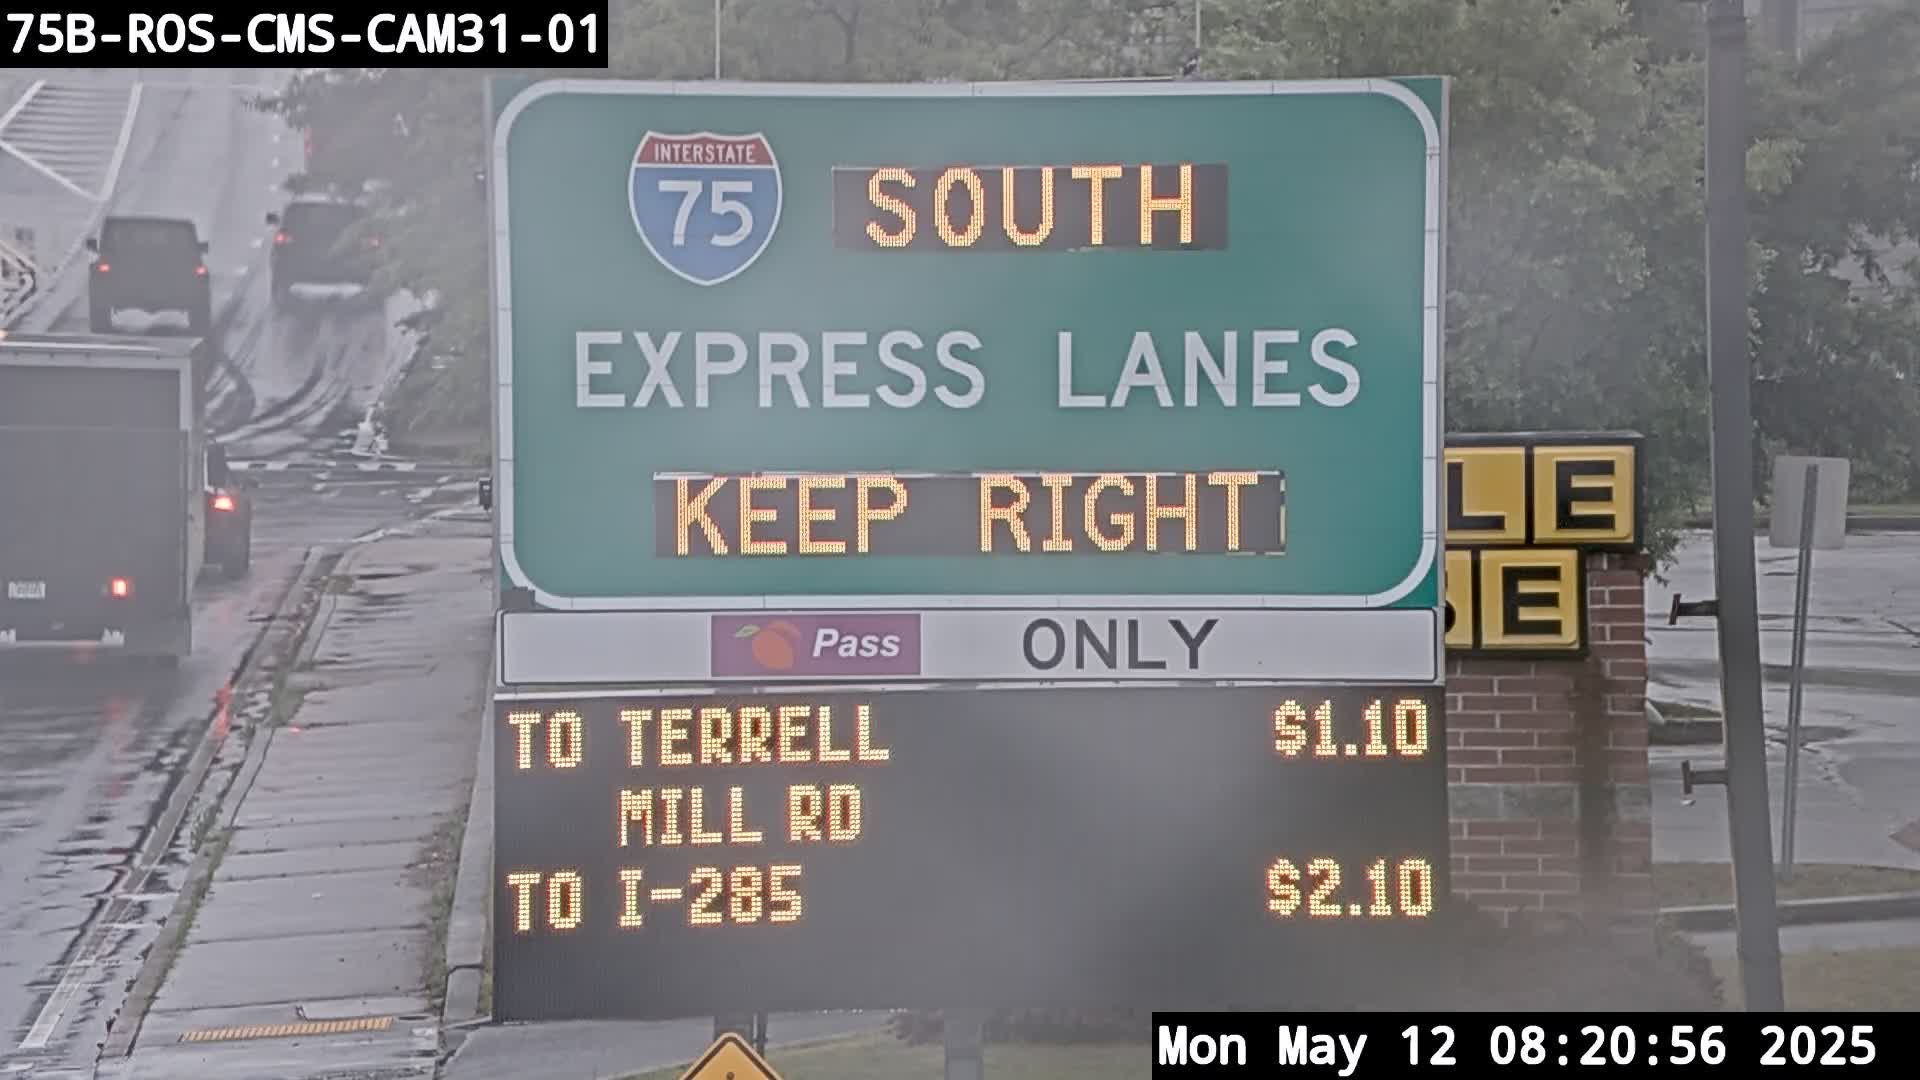 75B-ROS-CMS-CAM31-01
INTERSTATE
75
SOUTH
EXPRESS LANES
KEEP RIGHT
LE
E
Pass ONLY
TO TERRELL $1.10
MILL RD
TO I-285 $2.10
Mon May 12 08:20:56 2025